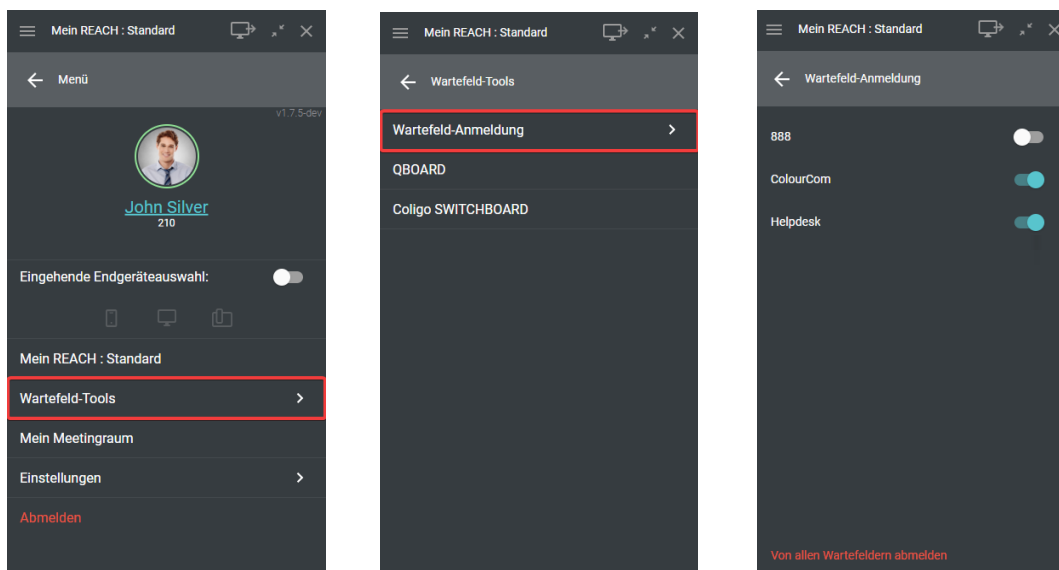 Mein REACH : Standard
Menü
v1.7.5-dev
John Silver
210
Eingehende Endgeräteauswahl:
Mein REACH : Standard
Wartefeld-Tools
Mein Meetingraum
Einstellungen
Abmelden
Mein REACH : Standard
Wartefeld-Tools
Wartefeld-Anmeldung
QBOARD
Coligo SWITCHBOARD
Mein REACH : Standard
Wartefeld-Anmeldung
888
ColourCom
Helpdesk
Von allen Wartefeldern abmelden